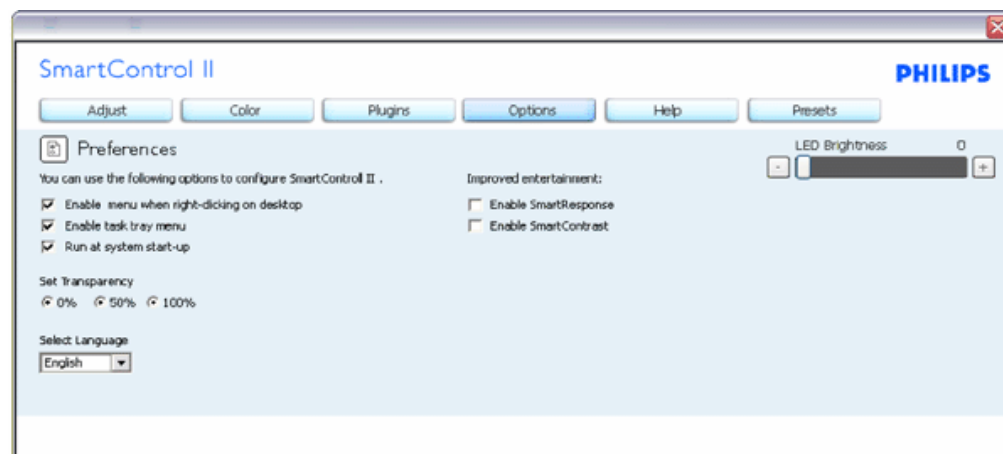 SmartControl II
PHILIPS
Adjust Color Plugins Options Help Presets
Preferences
LED Brightness 0
- +
You can use the following options to configure SmartControl II .
Enable menu when right-clicking on desktop
Enable task tray menu
Run at system start-up
Improved entertainment:
Enable SmartResponse
Enable SmartContrast
Set Transparency
0% 50% 100%
Select Language
English